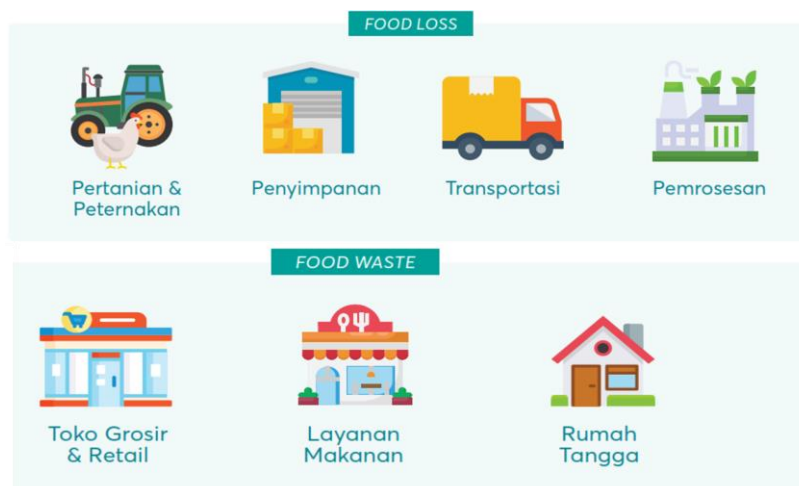 FOOD LOSS
Pertanian &
Peternakan
Penyimpanan
Transportasi
Pemrosesan
FOOD WASTE
Toko Grosir
& Retail
Layanan
Makanan
Rumah
Tangga